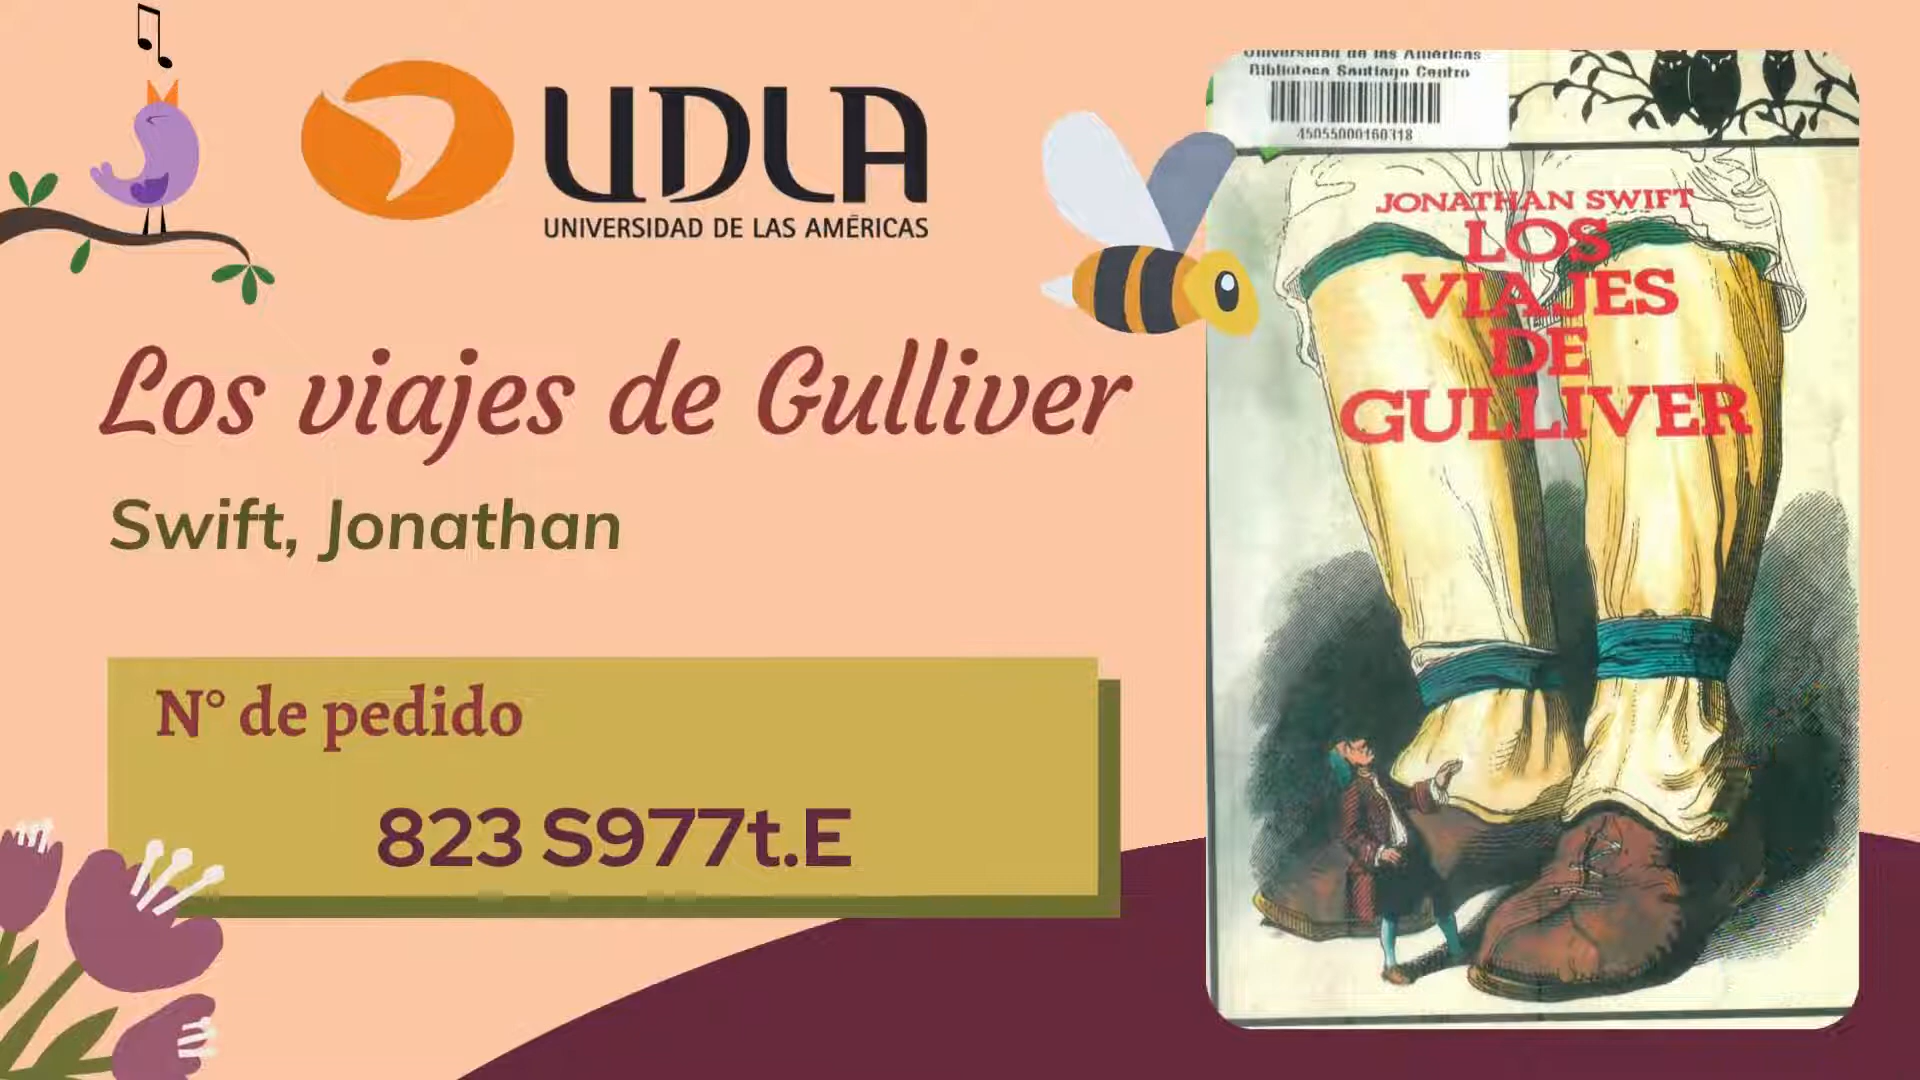 UDLA
UNIVERSIDAD DE LAS AMÉRICAS
Los viajes de Gulliver
Swift, Jonathan
N° de pedido
823 S977t.E
Universidad de las Américas
Biblioteca Santiago Centro
45055000160318
JONATHAN SWIFT
LOS
VIAJES
DE
GULLIVER